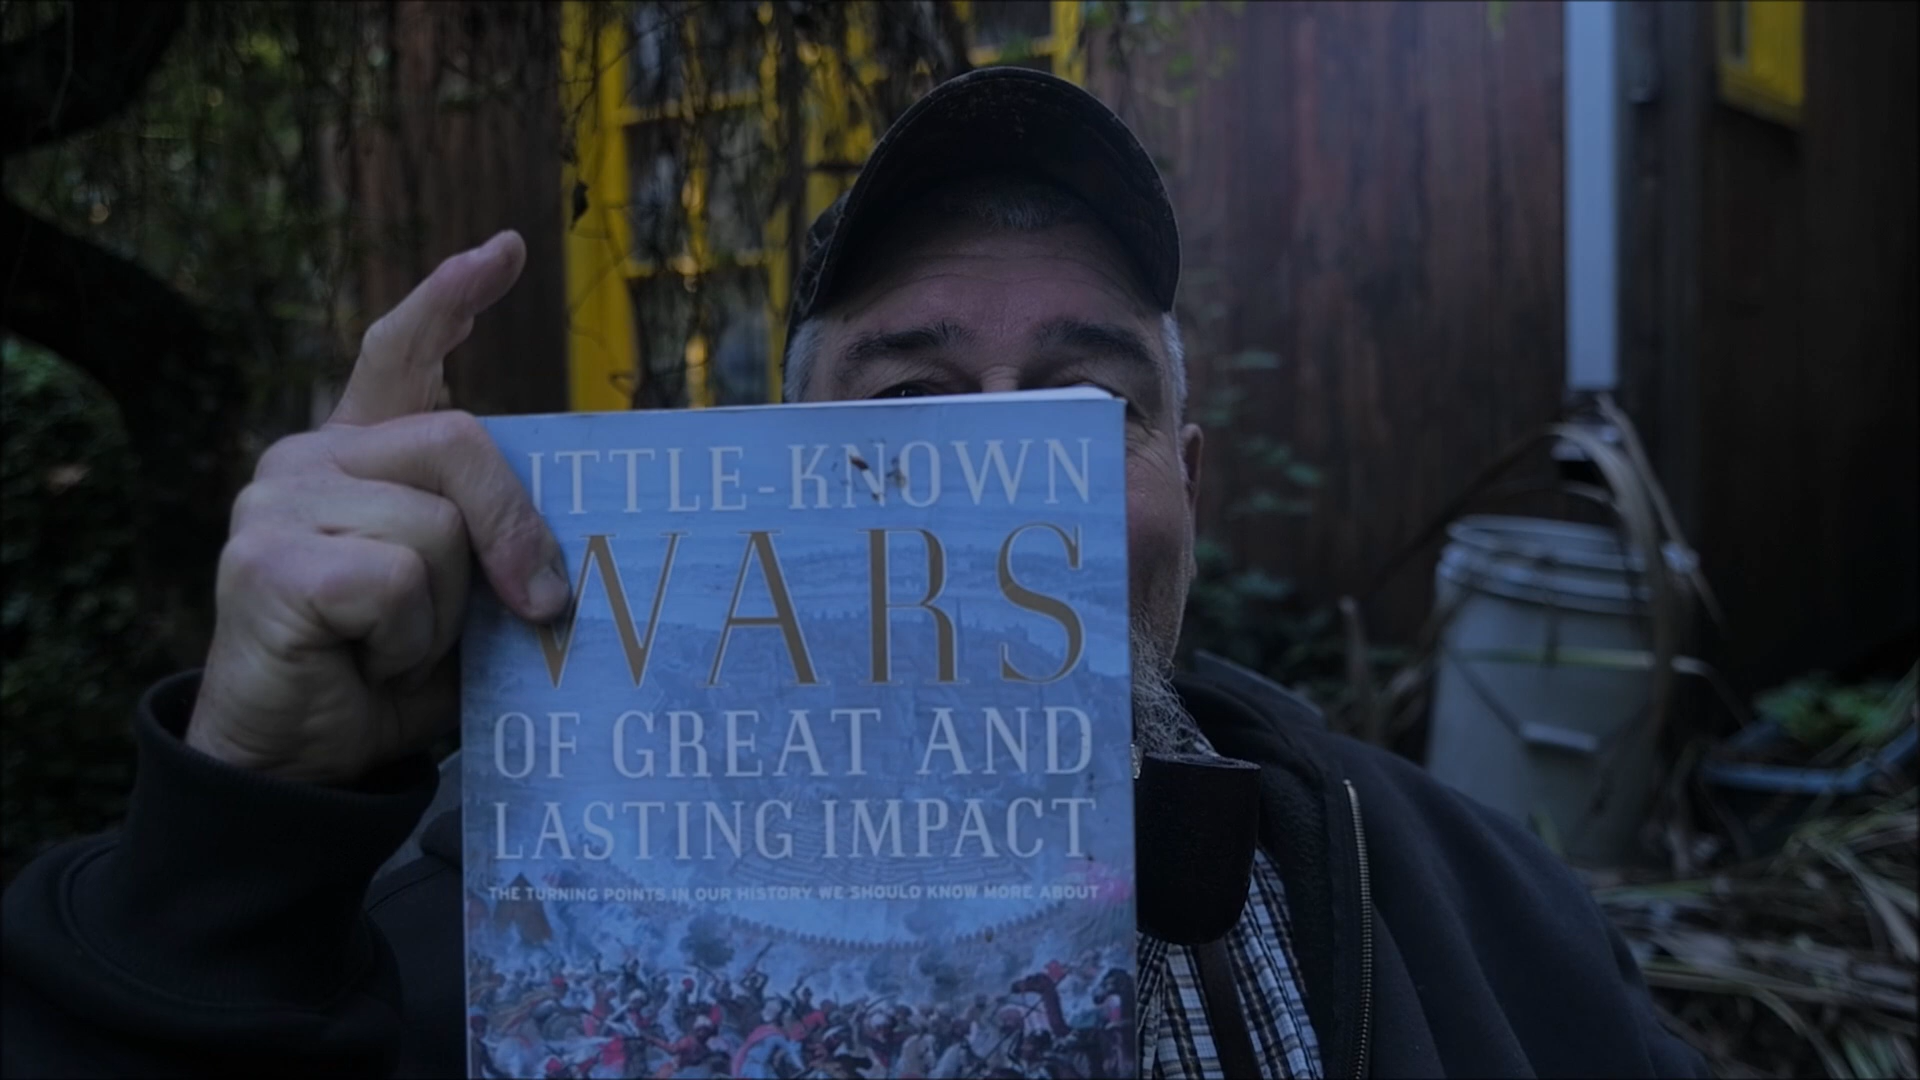 ITTLE-KNOWN
WARS
OF GREAT AND
LASTING IMPACT
THE TURNING POINTS IN OUR HISTORY WE SHOULD KNOW MORE ABOUT